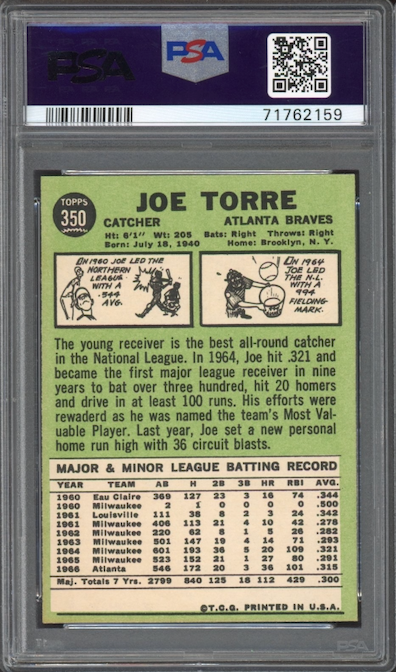 PSA
PSA
71762159
TOPPS
350
JOE TORRE
CATCHER ATLANTA BRAVES
Ht: 6'1" Wt: 205 Bats: Right Throws: Right
Born: July 18, 1940 Home: Brooklyn, N. Y.
IN 1960 JOE LED THE
NORTHERN
LEAGUE
WITH A
.344
AVG.
IN 1964
JOE LED
THE N.L.
WITH A
994
FIELDING
MARK.
The young receiver is the best all-round catcher
in the National League. In 1964, Joe hit .321 and
became the first major league receiver in nine
years to bat over three hundred, hit 20 homers
and drive in at least 100 runs. His efforts were
rewaderd as he was named the team's Most Val-
uable Player. Last year, Joe set a new personal
home run high with 36 circuit blasts.
MAJOR & MINOR LEAGUE BATTING RECORD
YEAR TEAM AB H 2B 3B HR RBI AVG.
1960 Eau Claire 369 127 23 3 16 74 .344
1960 Milwaukee 2 1 0 0 0 0 .500
1961 Louisville 111 38 8 2 3 24 .342
1961 Milwaukee 406 113 21 4 10 42 .278
1962 Milwaukee 220 62 8 1 5 26 .282
1963 Milwaukee 501 147 19 4 14 71 .293
1964 Milwaukee 601 193 36 5 20 109 .321
1965 Milwaukee 523 152 21 1 27 80 .291
1966 Atlanta 546 172 20 3 36 101 .315
Maj. Totals 7 Yrs. 2799 840 125 18 112 429 .300
©T.C.G. PRINTED IN U.S.A.